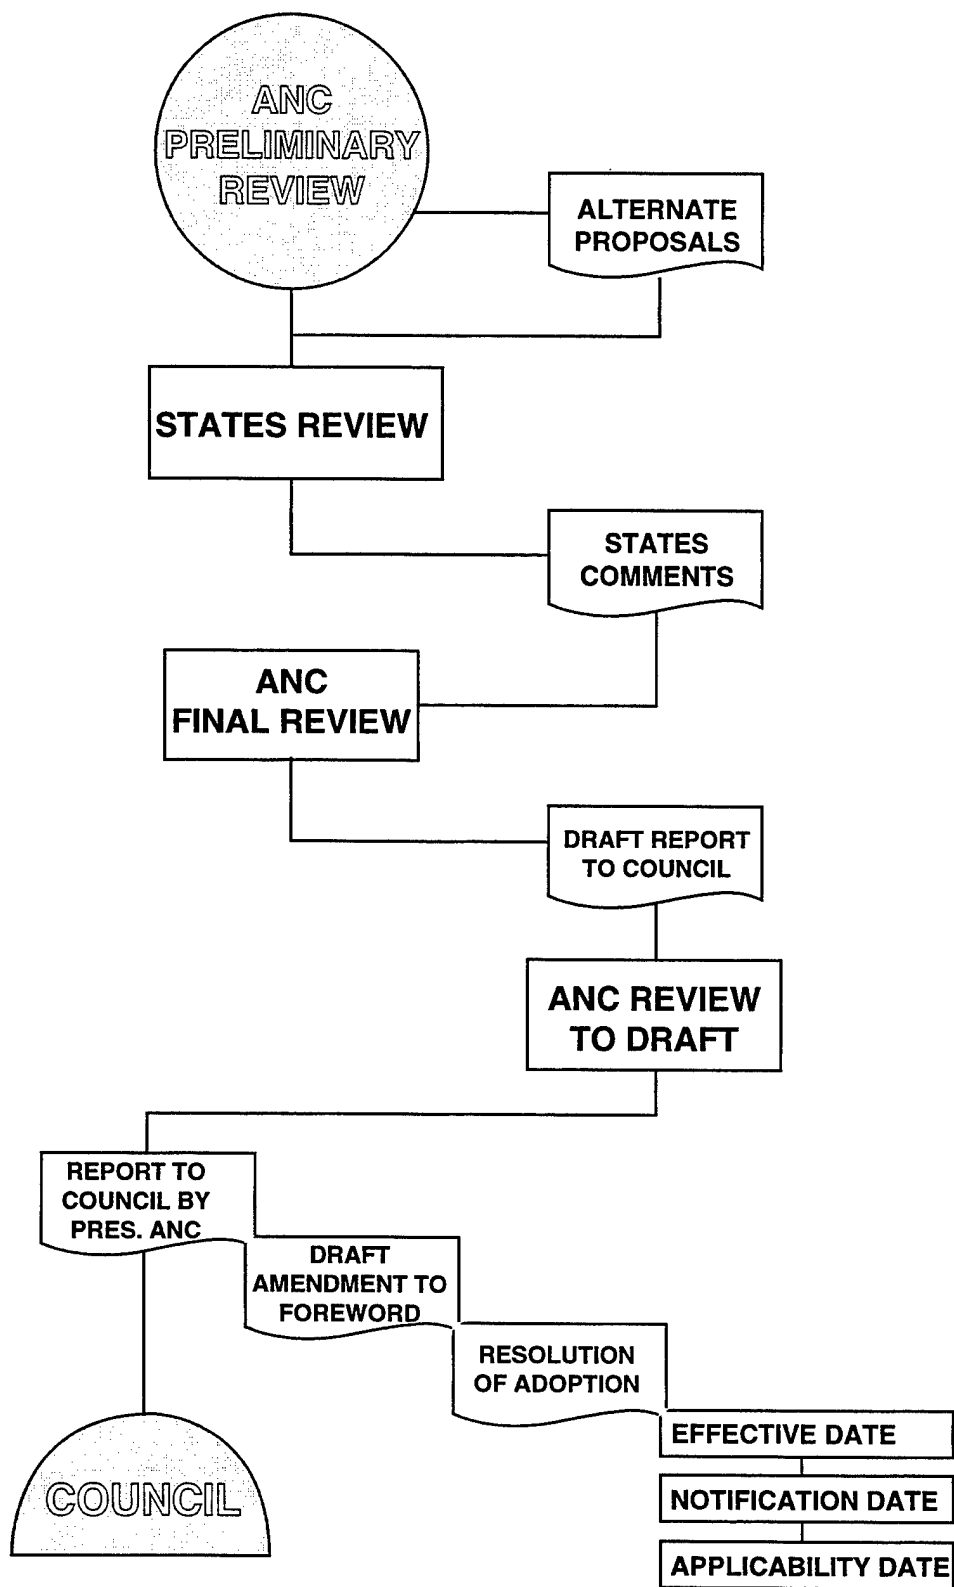 ANC
PRELIMINARY
REVIEW
ALTERNATE
PROPOSALS
STATES REVIEW
STATES
COMMENTS
ANC
FINAL REVIEW
DRAFT REPORT
TO COUNCIL
ANC REVIEW
TO DRAFT
REPORT TO
COUNCIL BY
PRES. ANC
DRAFT
AMENDMENT TO
FOREWORD
RESOLUTION
OF ADOPTION
EFFECTIVE DATE
NOTIFICATION DATE
APPLICABILITY DATE
COUNCIL